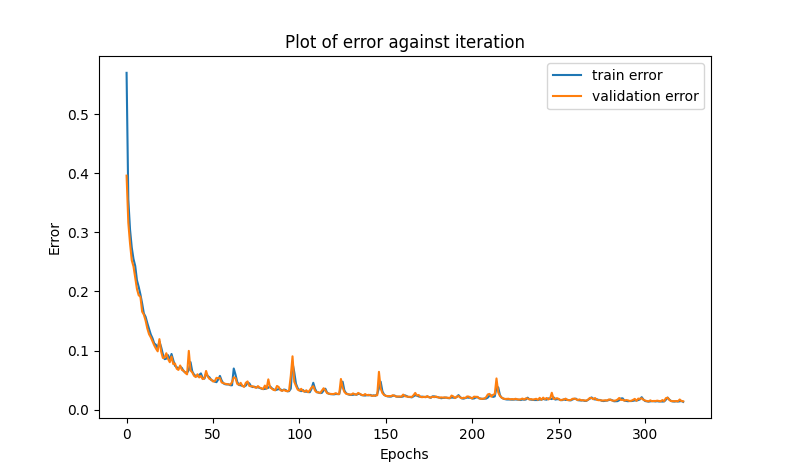 Plot of error against iteration
train error
validation error
0.5
0.4
0.3
0.2
0.1
0.0
Error
0 50 100 150 200 250 300
Epochs